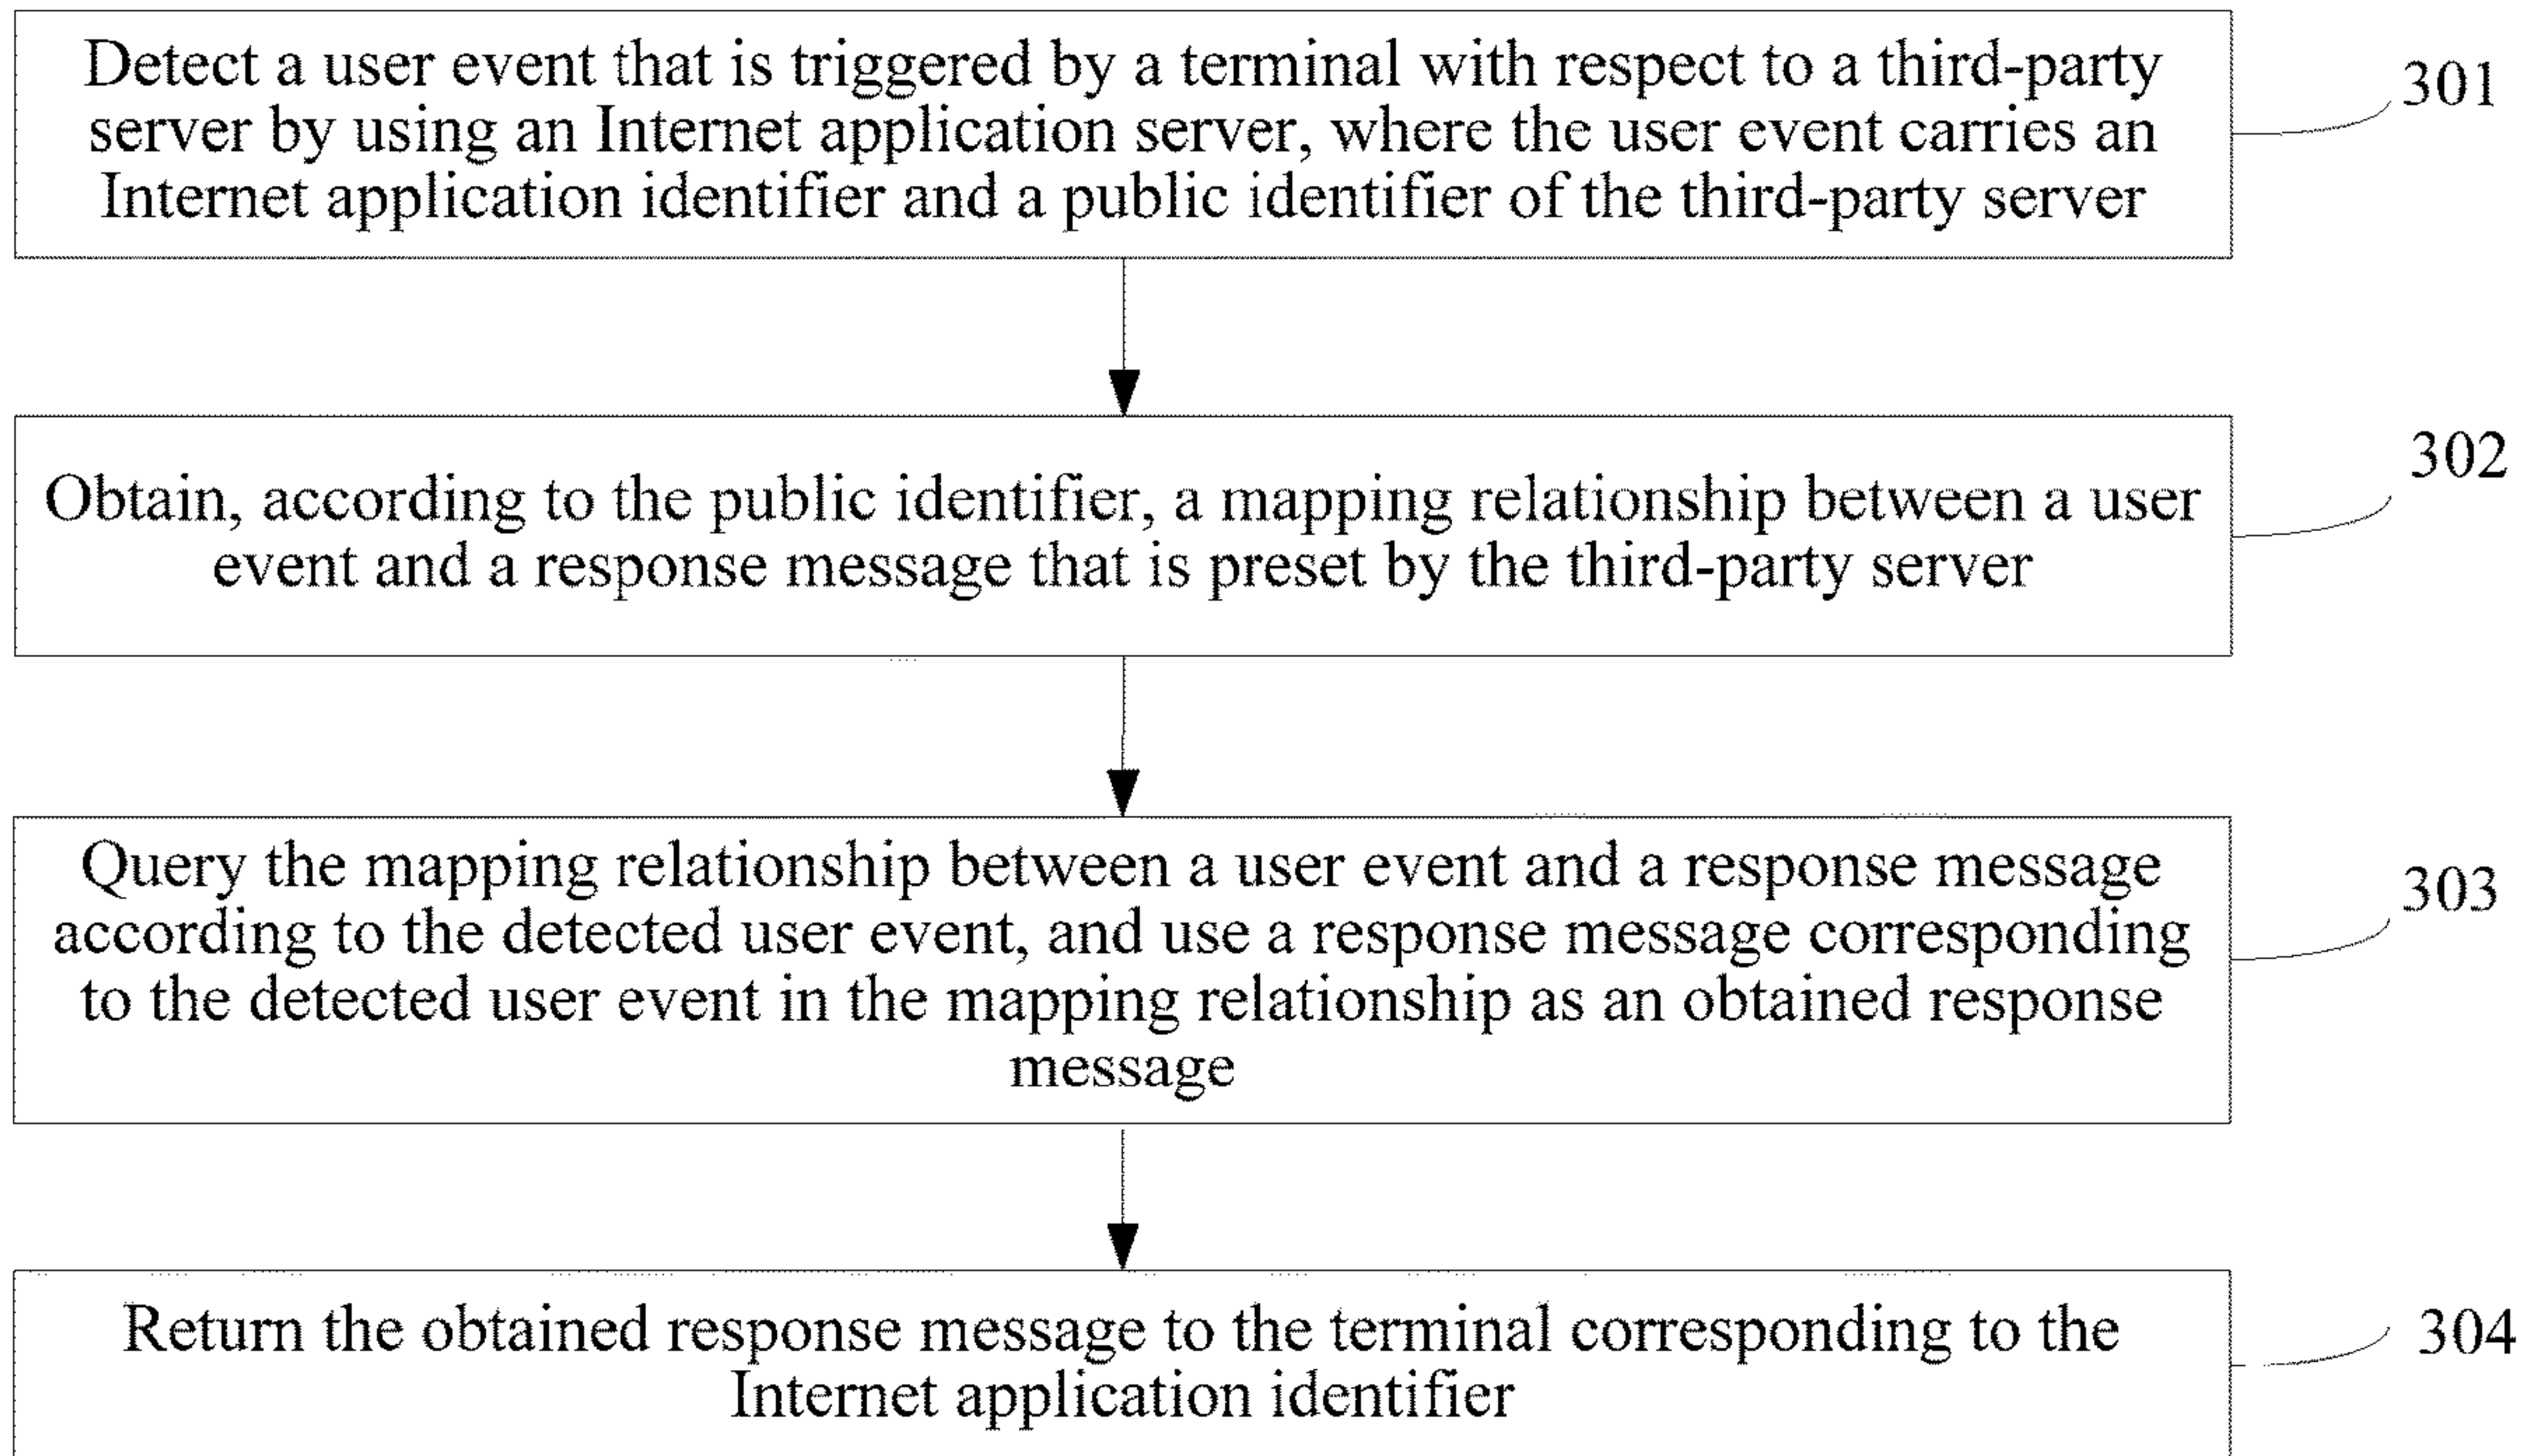 Detect a user event that is triggered by a terminal with respect to a third-party
server by using an Internet application server, where the user event carries an
Internet application identifier and a public identifier of the third-party server
301
Obtain, according to the public identifier, a mapping relationship between a user
event and a response message that is preset by the third-party server
302
Query the mapping relationship between a user event and a response message
according to the detected user event, and use a response message corresponding
to the detected user event in the mapping relationship as an obtained response
message
303
Return the obtained response message to the terminal corresponding to the
Internet application identifier
304